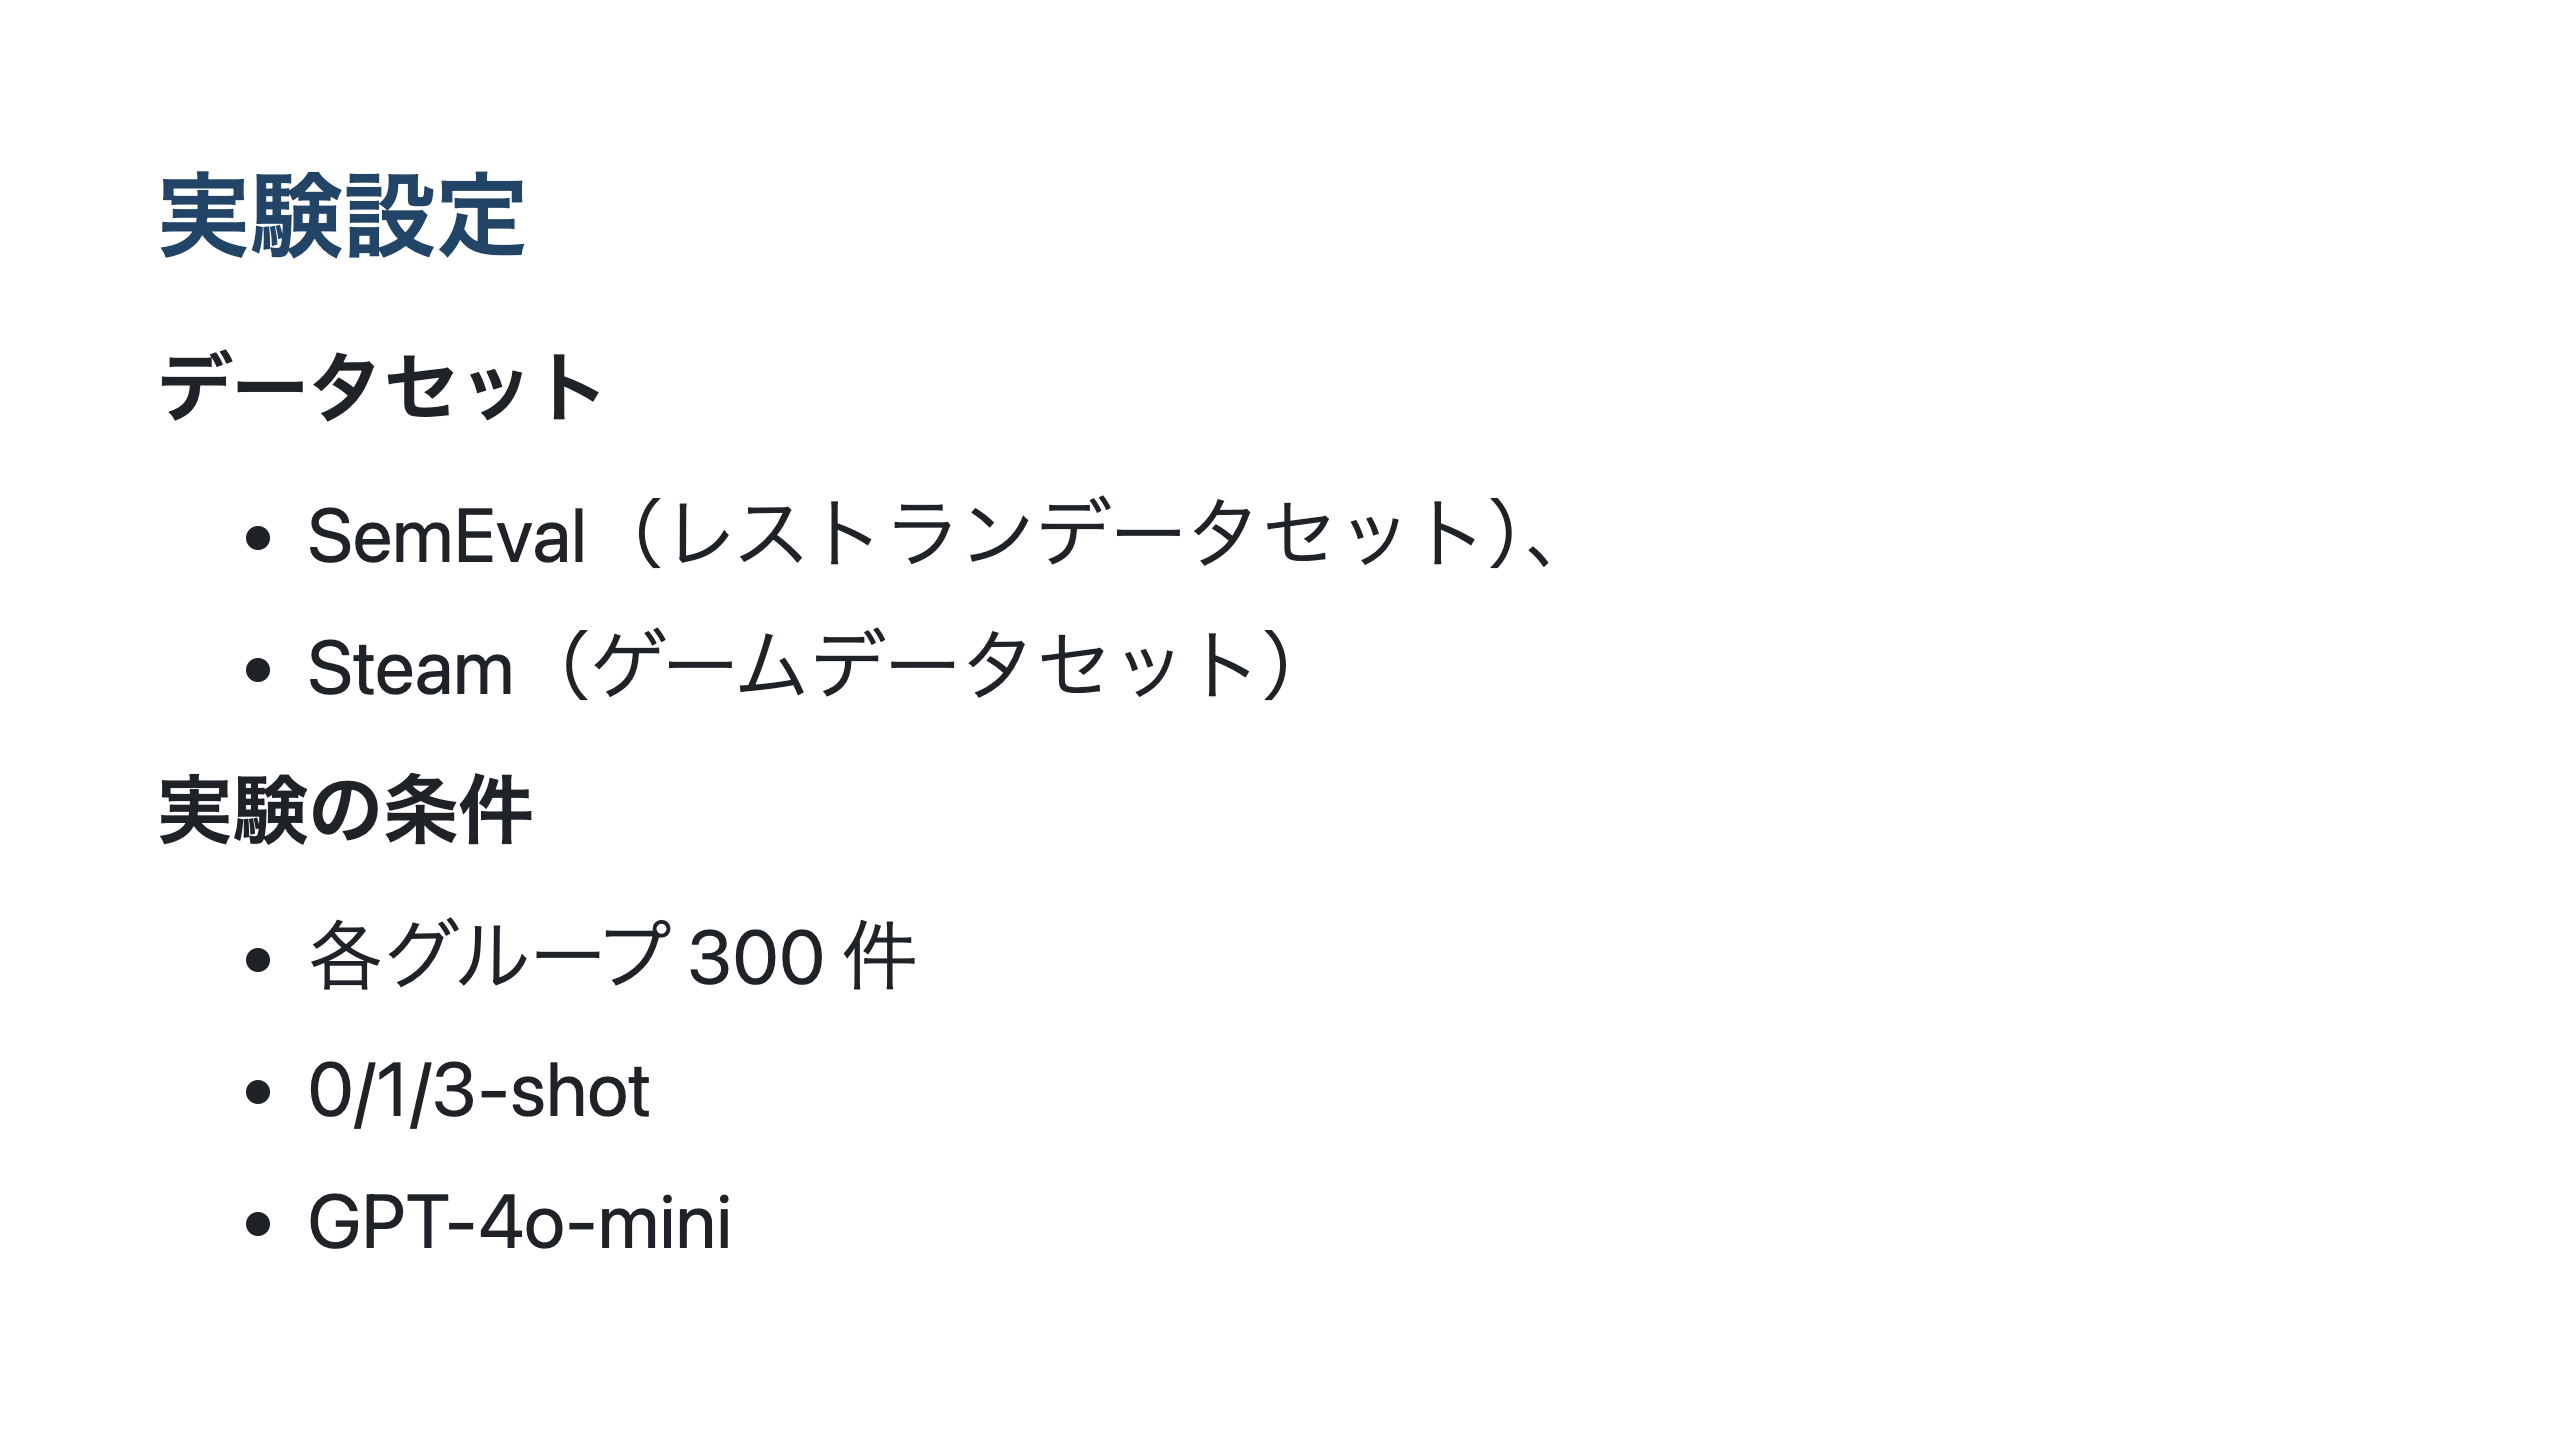 実験設定
データセット
SemEval（レストランデータセット）、
Steam（ゲームデータセット）
実験の条件
各グループ 300 件
0/1/3-shot
GPT-4o-mini